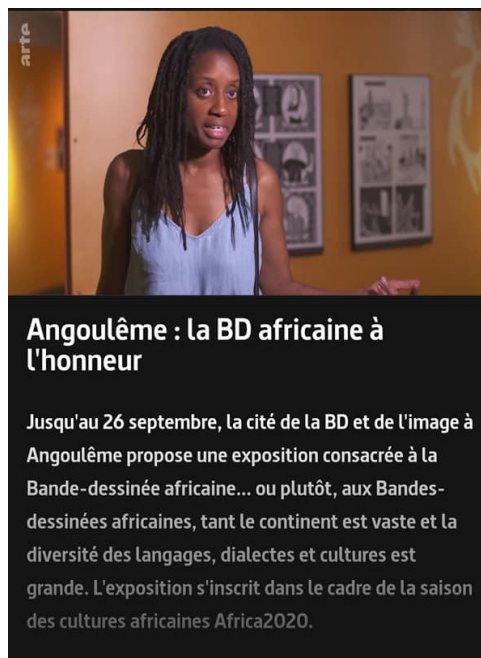 arte
Angoulême : la BD africaine à
l'honneur
Jusqu'au 26 septembre, la cité de la BD et de l'image à
Angoulême propose une exposition consacrée à la
Bande-dessinée africaine... ou plutôt, aux Bandes-
dessinées africaines, tant le continent est vaste et la
diversité des langages, dialectes et cultures est
grande. L'exposition s'inscrit dans le cadre de la saison
des cultures africaines Africa2020.